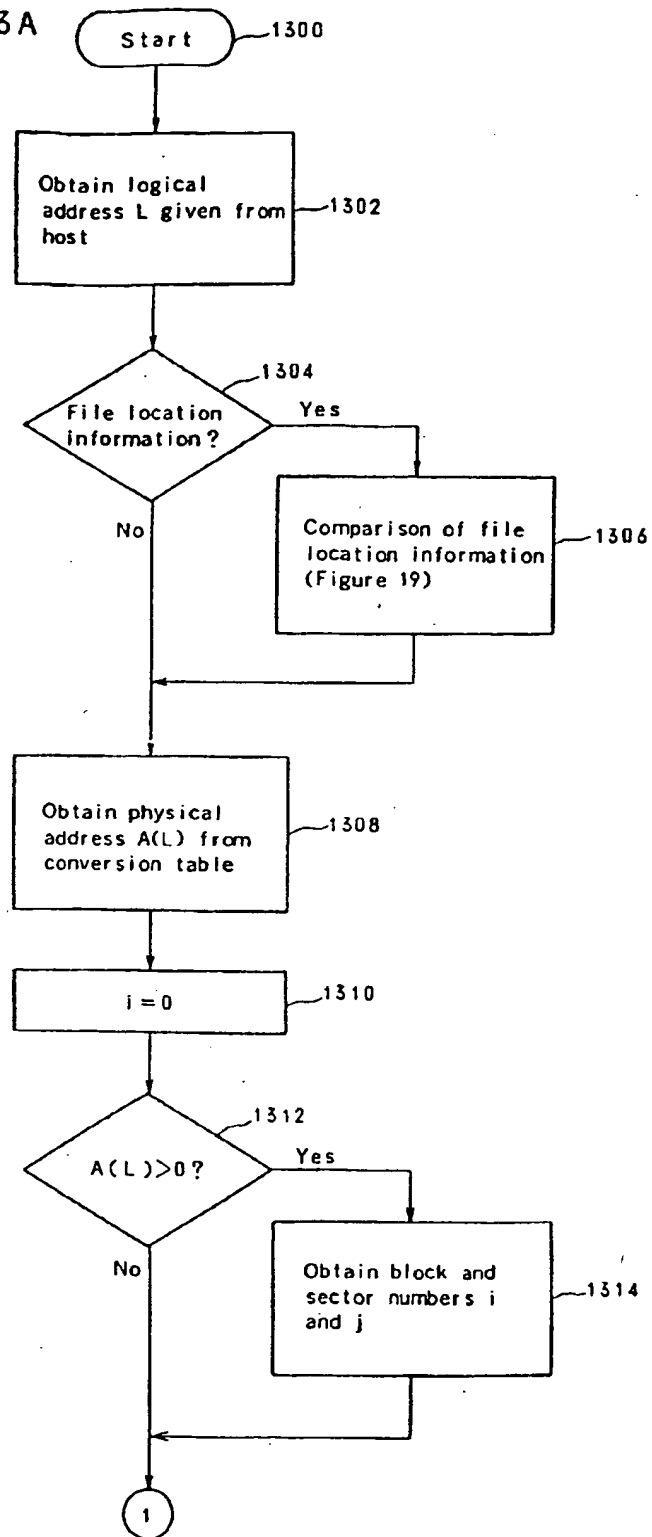 3A
Start
1300
Obtain logical
address L given from
host
1302
1304
File location
information?
Yes
No
Comparison of file
location information
(Figure 19)
1306
Obtain physical
address A(L) from
conversion table
1308
i=0
1310
1312
A(L)>0?
Yes
No
Obtain block and
sector numbers i
and j
1314
1